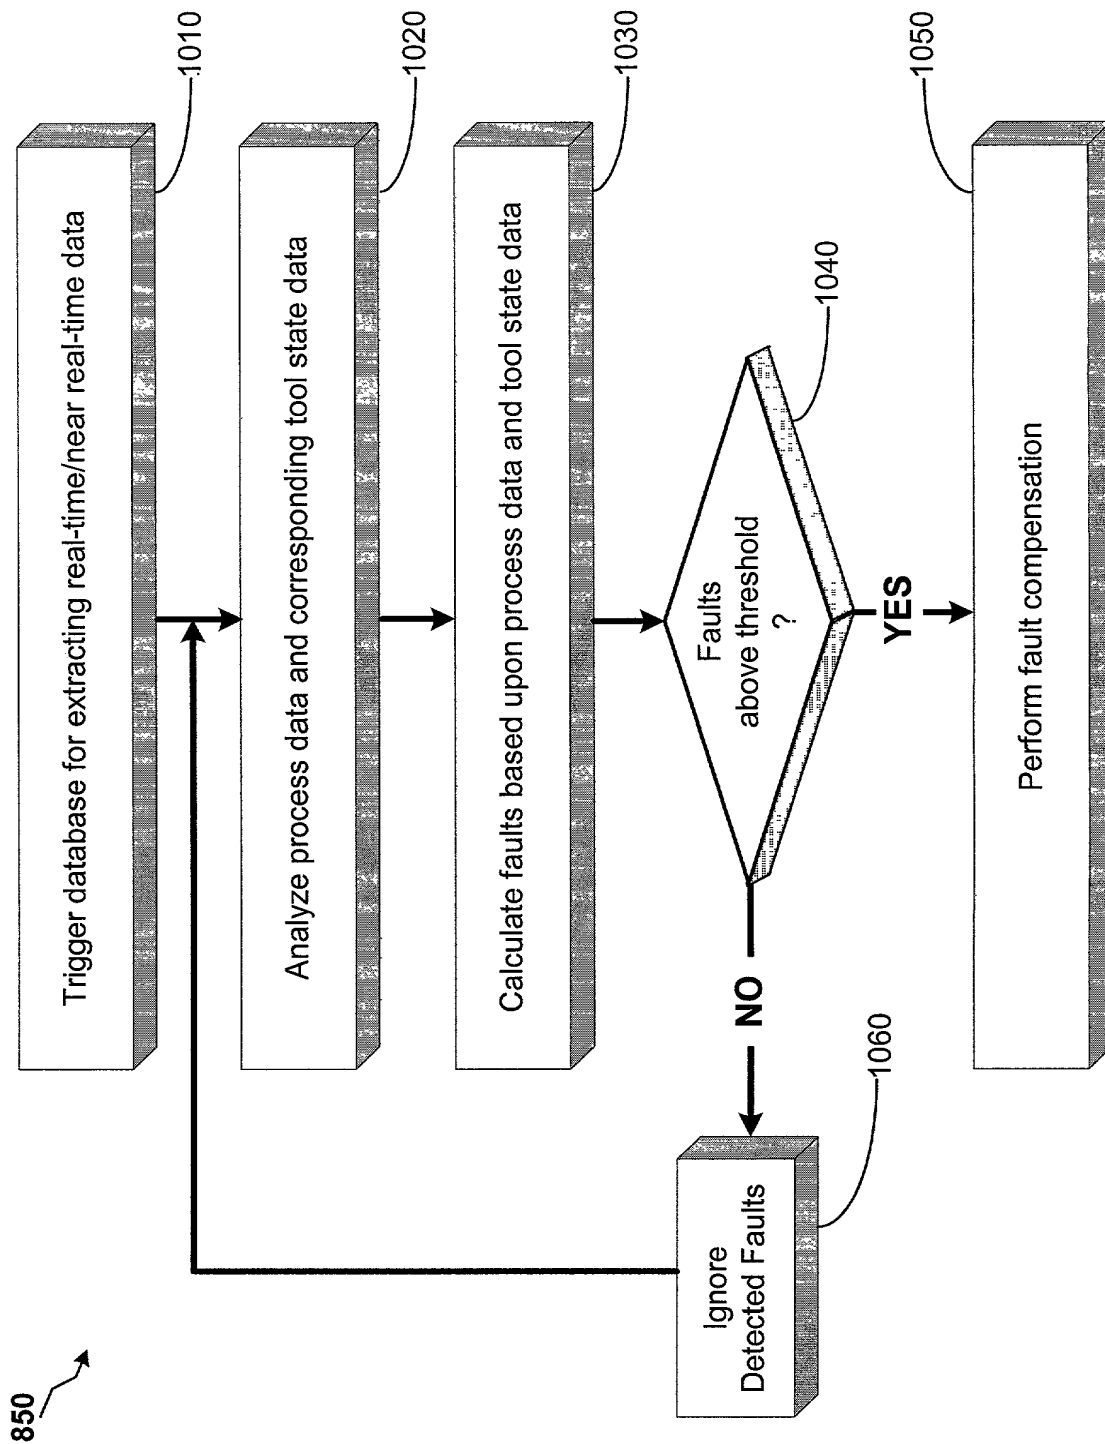 850
Trigger database for extracting real-time/near real-time data
1010
Analyze process data and corresponding tool state data
1020
Calculate faults based upon process data and tool state data
1030
Faults
above threshold
?
1040
NO
YES
Ignore
Detected Faults
1060
Perform fault compensation
1050